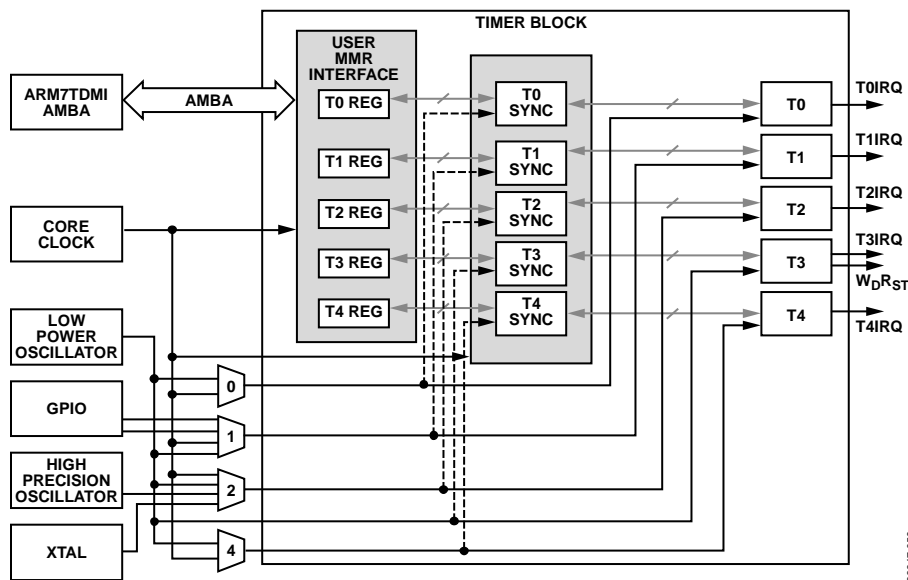 TIMER BLOCK
USER
MMR
INTERFACE
ARM7TDMI
AMBA
AMBA
T0 REG
T0
SYNC
T0
T0IRQ
T1 REG
T1
SYNC
T1
T1IRQ
CORE
CLOCK
T2 REG
T2
SYNC
T2
T2IRQ
T3 REG
T3
SYNC
T3
T3IRQ
WDRST
T4 REG
T4
SYNC
T4
T4IRQ
LOW
POWER
OSCILLATOR
0
GPIO
1
HIGH
PRECISION
OSCILLATOR
2
XTAL
4